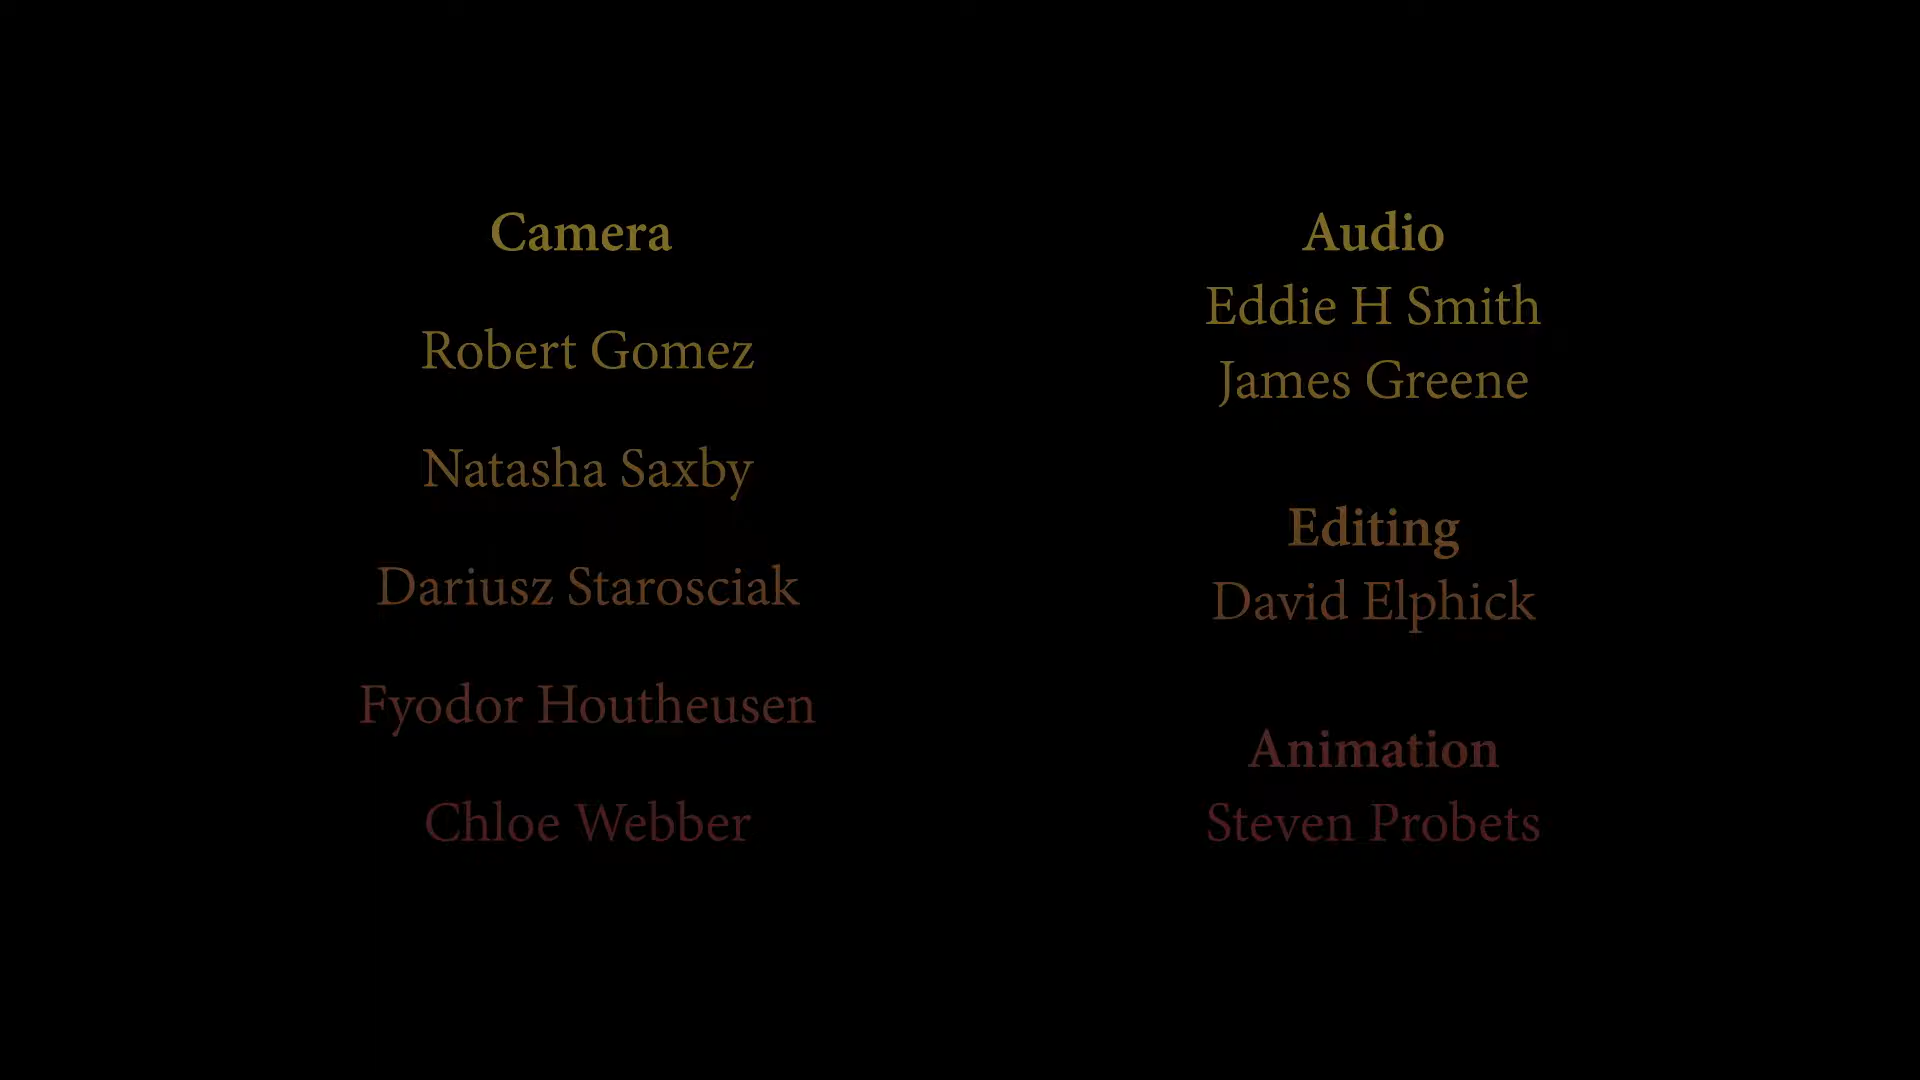 Camera
Robert Gomez
Natasha Saxby
Dariusz Starosciak
Fyodor Houtheusen
Chloe Webber
Audio
Eddie H Smith
James Greene
Editing
David Elphick
Animation
Steven Probets